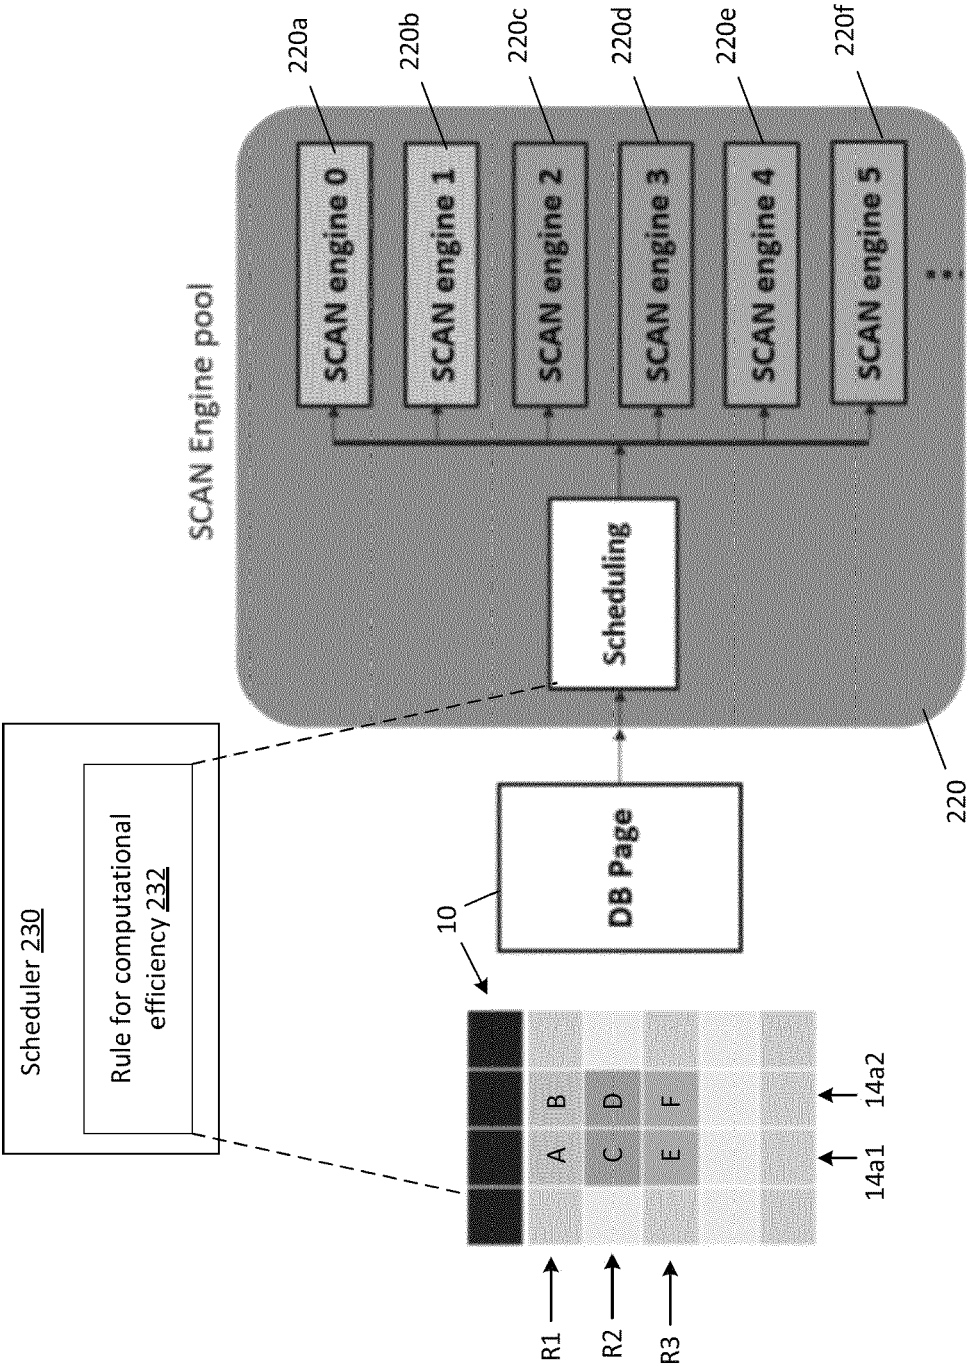 Scheduler 230
Rule for computational
efficiency 232
SCAN Engine pool
SCAN engine 0
SCAN engine 1
SCAN engine 2
SCAN engine 3
SCAN engine 4
SCAN engine 5
220a
220b
220c
220d
220e
220f
Scheduling
DB Page
10
220
R1
R2
R3
A
B
C
D
E
F
14a1
14a2